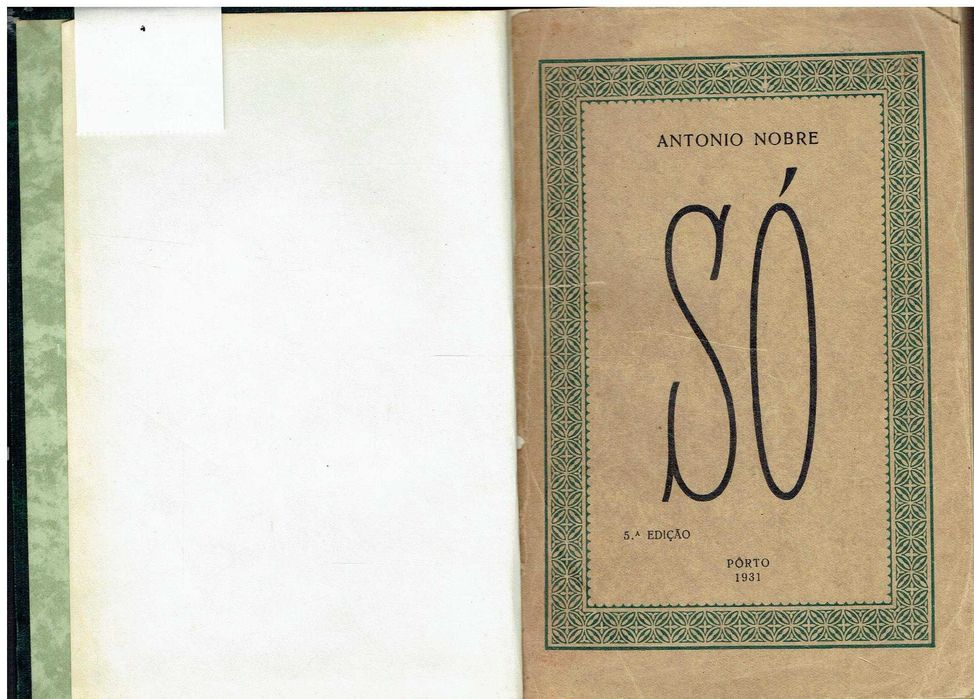 ANTONIO NOBRE
SÓ
5.ᴬ EDIÇÃO
PÔRTO
1931